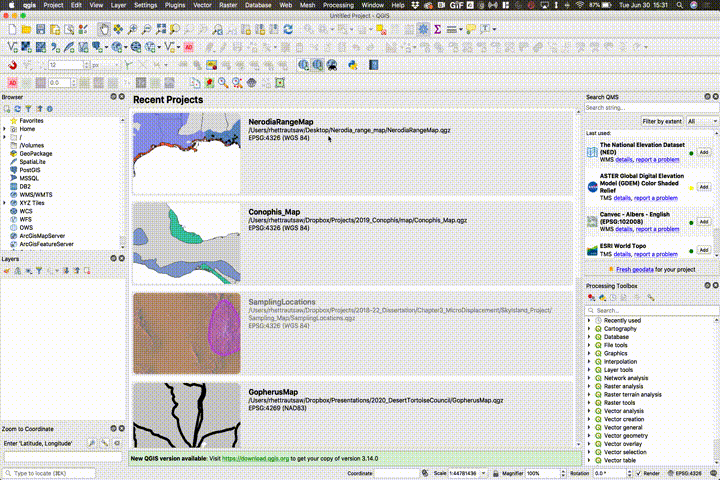 qgis Project Edit View Layer Settings Plugins Vector Raster Database Web Mesh Processing Window Help GIF 87% Tue Jun 30 15:31
Untitled Project — QGIS
12
px
AD
0.0
Browser
Favorites
Home
/
/Volumes
GeoPackage
SpatiaLite
PostGIS
MSSQL
DB2
WMS/WMTS
XYZ Tiles
WCS
WFS
OWS
ArcGisMapServer
ArcGisFeatureServer
Layers
Zoom to Coordinate
Enter 'Latitude, Longitude'
Recent Projects
NerodiaRangeMap
/Users/rhettrautsaw/Desktop/Nerodia_range_map/NerodiaRangeMap.qgz
EPSG:4326 (WGS 84)
Conophis_Map
/Users/rhettrautsaw/Dropbox/Projects/2019_Conophis/map/Conophis_Map.qgz
EPSG:4326 (WGS 84)
SamplingLocations
/Users/rhettrautsaw/Dropbox/Projects/2018-22_Dissertation/Chapter3_MicroDisplacement/SkyIsland_Project/
Sampling_Map/SamplingLocations.qgz
EPSG:4326 (WGS 84)
GopherusMap
/Users/rhettrautsaw/Dropbox/Presentations/2020_DesertTortoiseCouncil/GopherusMap.qgz
EPSG:4269 (NAD83)
New QGIS version available: Visit https://download.qgis.org to get your copy of version 3.14.0
Search QMS
Search string...
Filter by extent All
Last used:
The National Elevation Dataset
(NED)
WMS details, report a problem
Add
ASTER Global Digital Elevation
Model (GDEM) Color Shaded
Relief
TMS details, report a problem
Add
Canvec - Albers - English
(EPSG:102008)
WMS details, report a problem
Add
ESRI World Topo
TMS details, report a problem
Add
Fresh geodata for your project
Processing Toolbox
Search...
Recently used
Cartography
Database
File tools
Graphics
Interpolation
Layer tools
Network analysis
Raster analysis
Raster terrain analysis
Raster tools
Vector analysis
Vector creation
Vector general
Vector geometry
Vector overlay
Vector selection
Vector table
Type to locate (⌘K)
Coordinate
Scale 1:44781436
Magnifier 100%
Rotation 0.0 °
Render
EPSG:4326